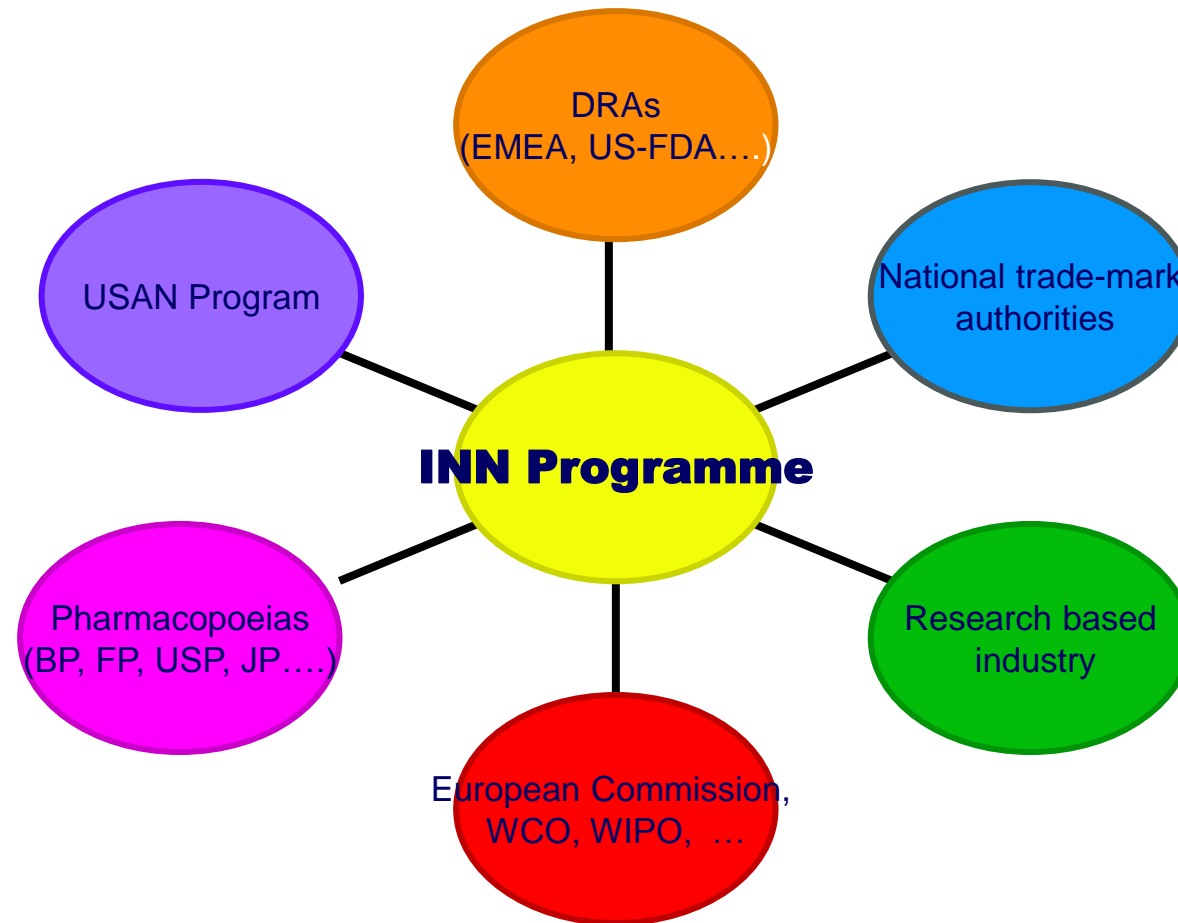 DRAs
(EMEA, US-FDA….)
USAN Program
National trade-mark
authorities
INN Programme
Pharmacopoeias
(BP, FP, USP, JP….)
Research based
industry
European Commission,
WCO, WIPO, …